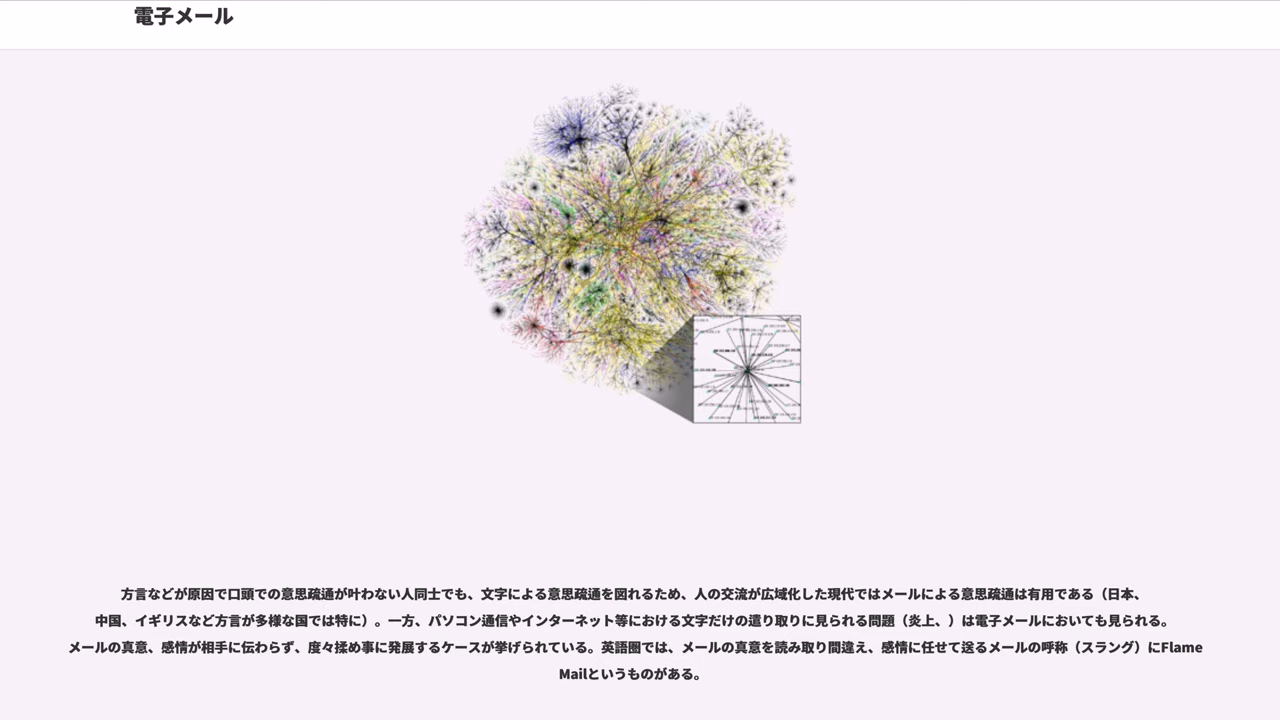 電子メール
方言などが原因で口頭での意思疏通が叶わない人同士でも、文字による意思疏通を図れるため、人の交流が広域化した現代ではメールによる意思疏通は有用である（日本、
中国、イギリスなど方言が多様な国では特に）。一方、パソコン通信やインターネット等における文字だけの遣り取りに見られる問題（炎上、）は電子メールにおいても見られる。
メールの真意、感情が相手に伝わらず、度々揉め事に発展するケースが挙げられている。英語圏では、メールの真意を読み取り間違え、感情に任せて送るメールの呼称（スラング）にFlame
Mailというものがある。